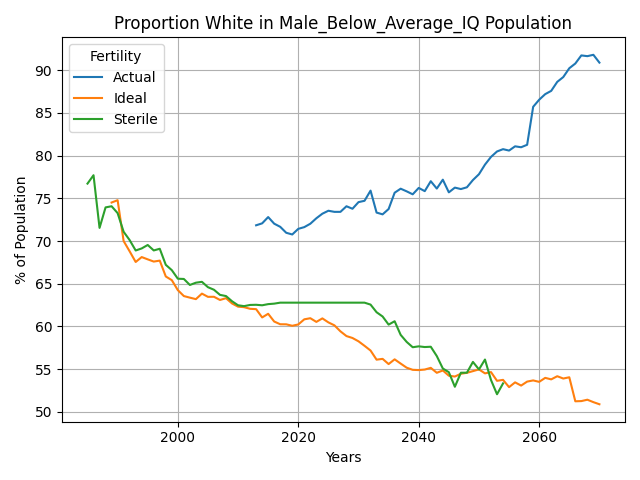 Proportion White in Male_Below_Average_IQ Population
Fertility
Actual
Ideal
Sterile
% of Population
90
85
80
75
70
65
60
55
50
2000
2020
2040
2060
Years